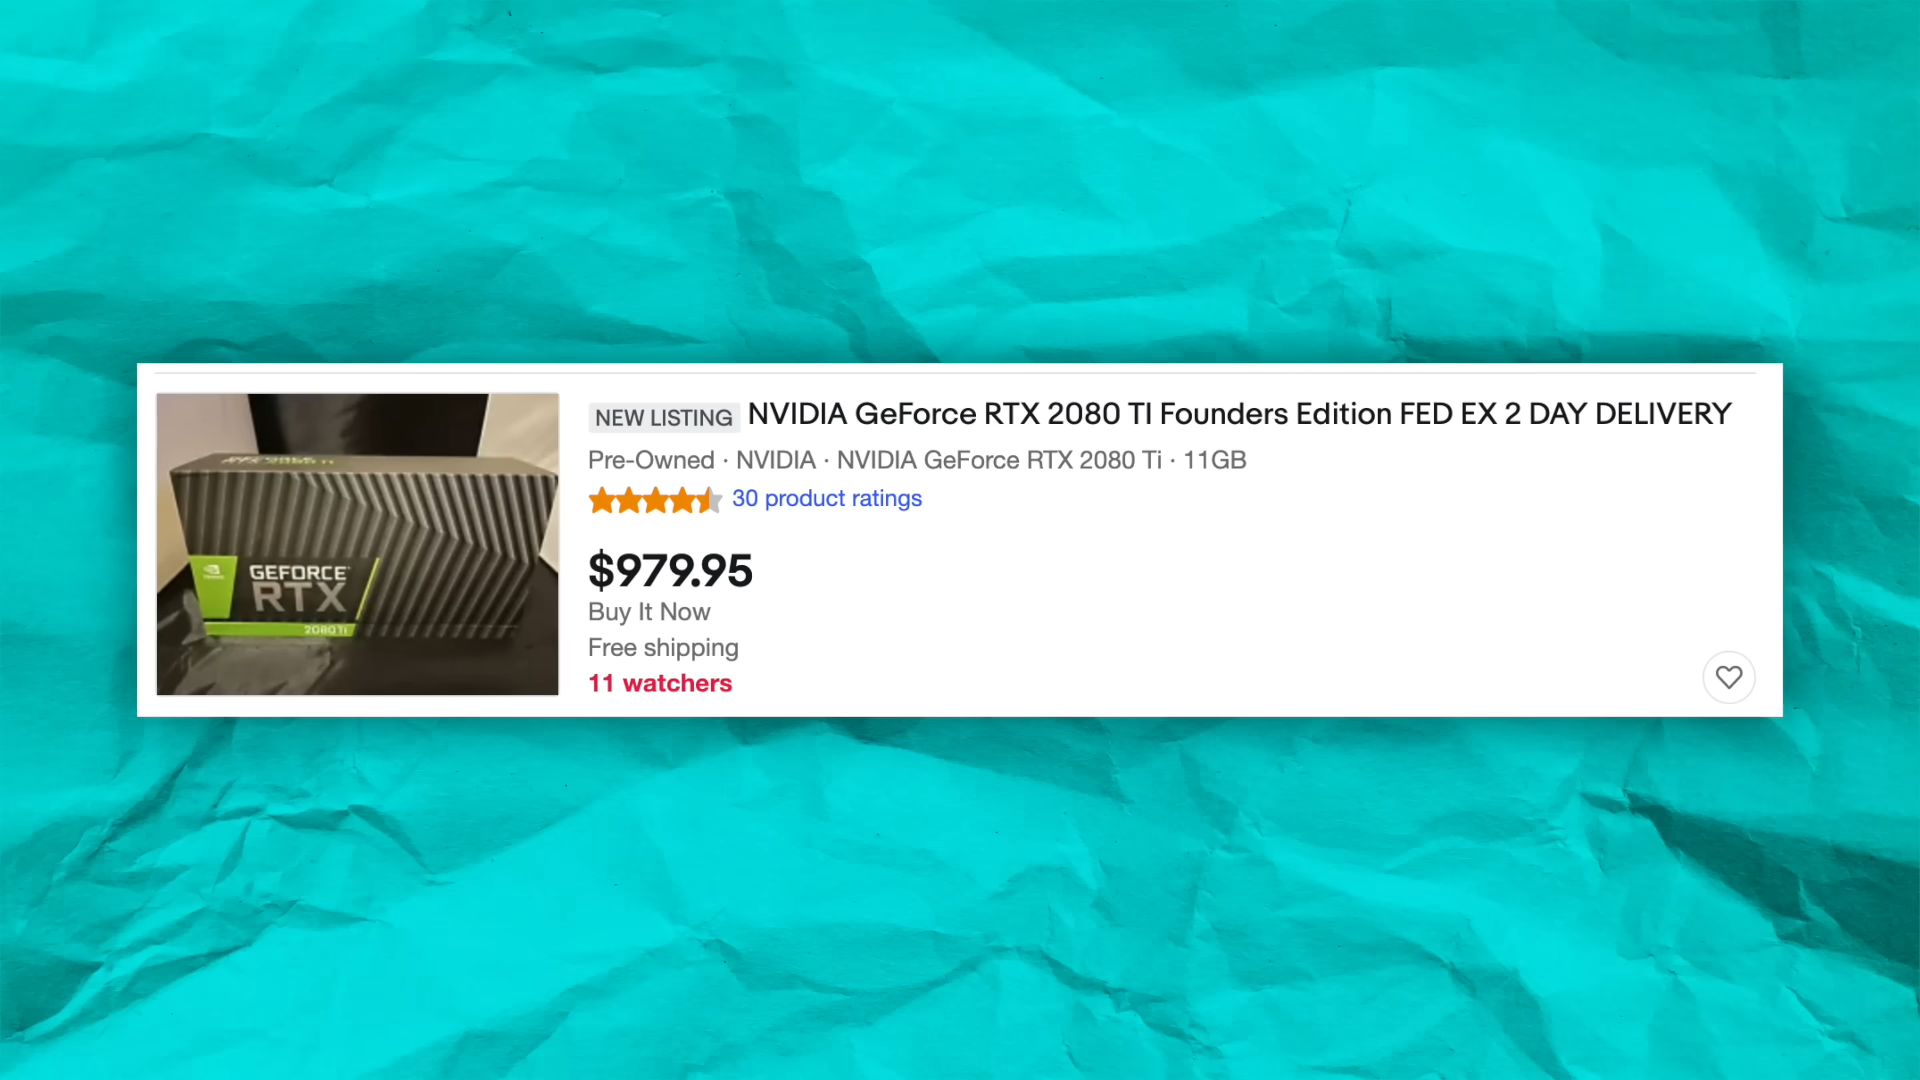 NEW LISTING NVIDIA GeForce RTX 2080 TI Founders Edition FED EX 2 DAY DELIVERY
Pre-Owned · NVIDIA · NVIDIA GeForce RTX 2080 Ti · 11GB
30 product ratings
$979.95
Buy It Now
Free shipping
11 watchers
GEFORCE
RTX
2080 Ti